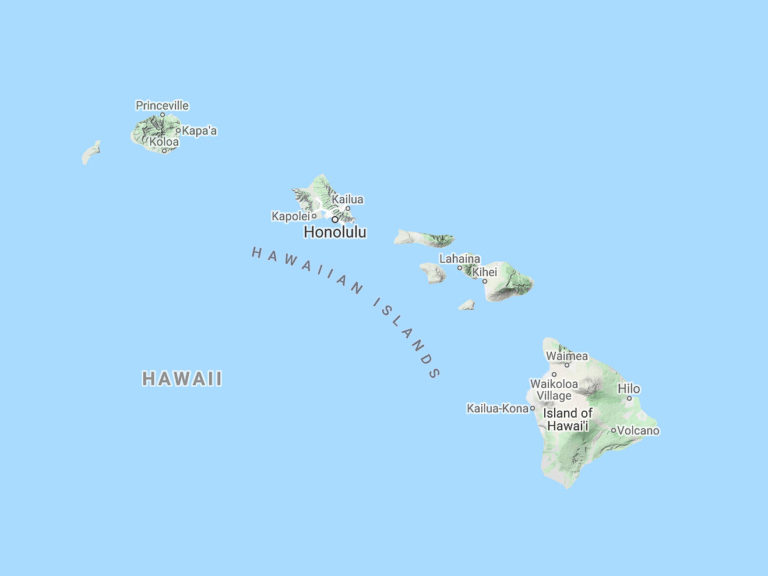 Princeville
Kapa'a
Koloa
Kailua
Kapolei
Honolulu
HAWAIIAN ISLANDS
Lahaina
Kihei
HAWAII
Waimea
Waikoloa
Village
Hilo
Kailua-Kona
Island of
Hawai'i
Volcano